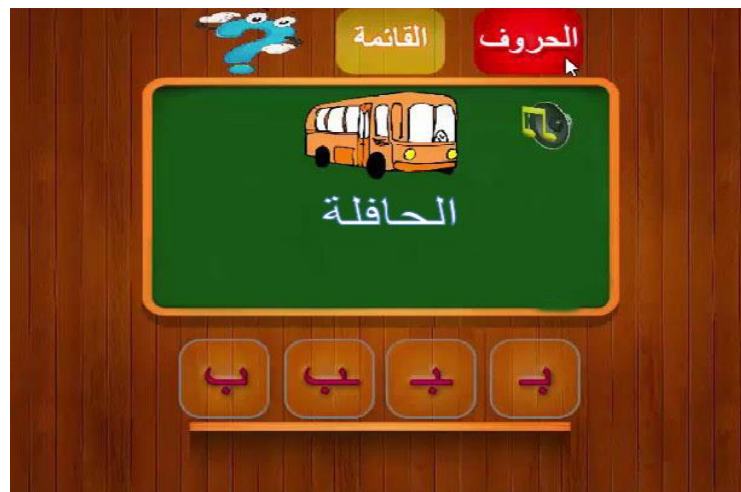 الحروف
القائمة
الحافلة
بـ
ـبـ
ـب
ب